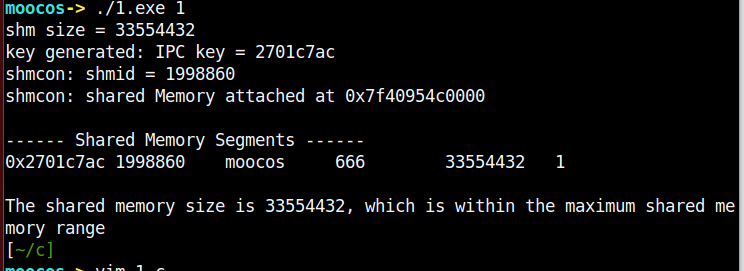 moocos-> ./1.exe 1
shm size = 33554432
key generated: IPC key = 2701c7ac
shmcon: shmid = 1998860
shmcon: shared Memory attached at 0x7f40954c0000
------ Shared Memory Segments ------
0x2701c7ac 1998860    moocos     666        33554432   1
The shared memory size is 33554432, which is within the maximum shared me
mory range
[~/c]
moocos-> vim 1.c